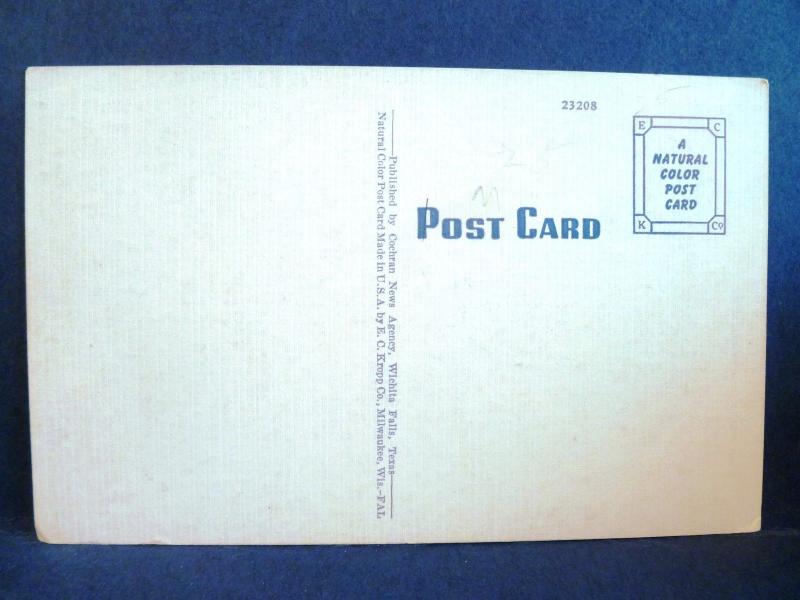 23208
E C
A
NATURAL
COLOR
POST
CARD
K Co
POST CARD
Published by Cochran News Agency, Wichita Falls, Texas
Natural Color Post Card Made in U.S.A. by E. C. Kropp Co., Milwaukee, Wis.-FAL